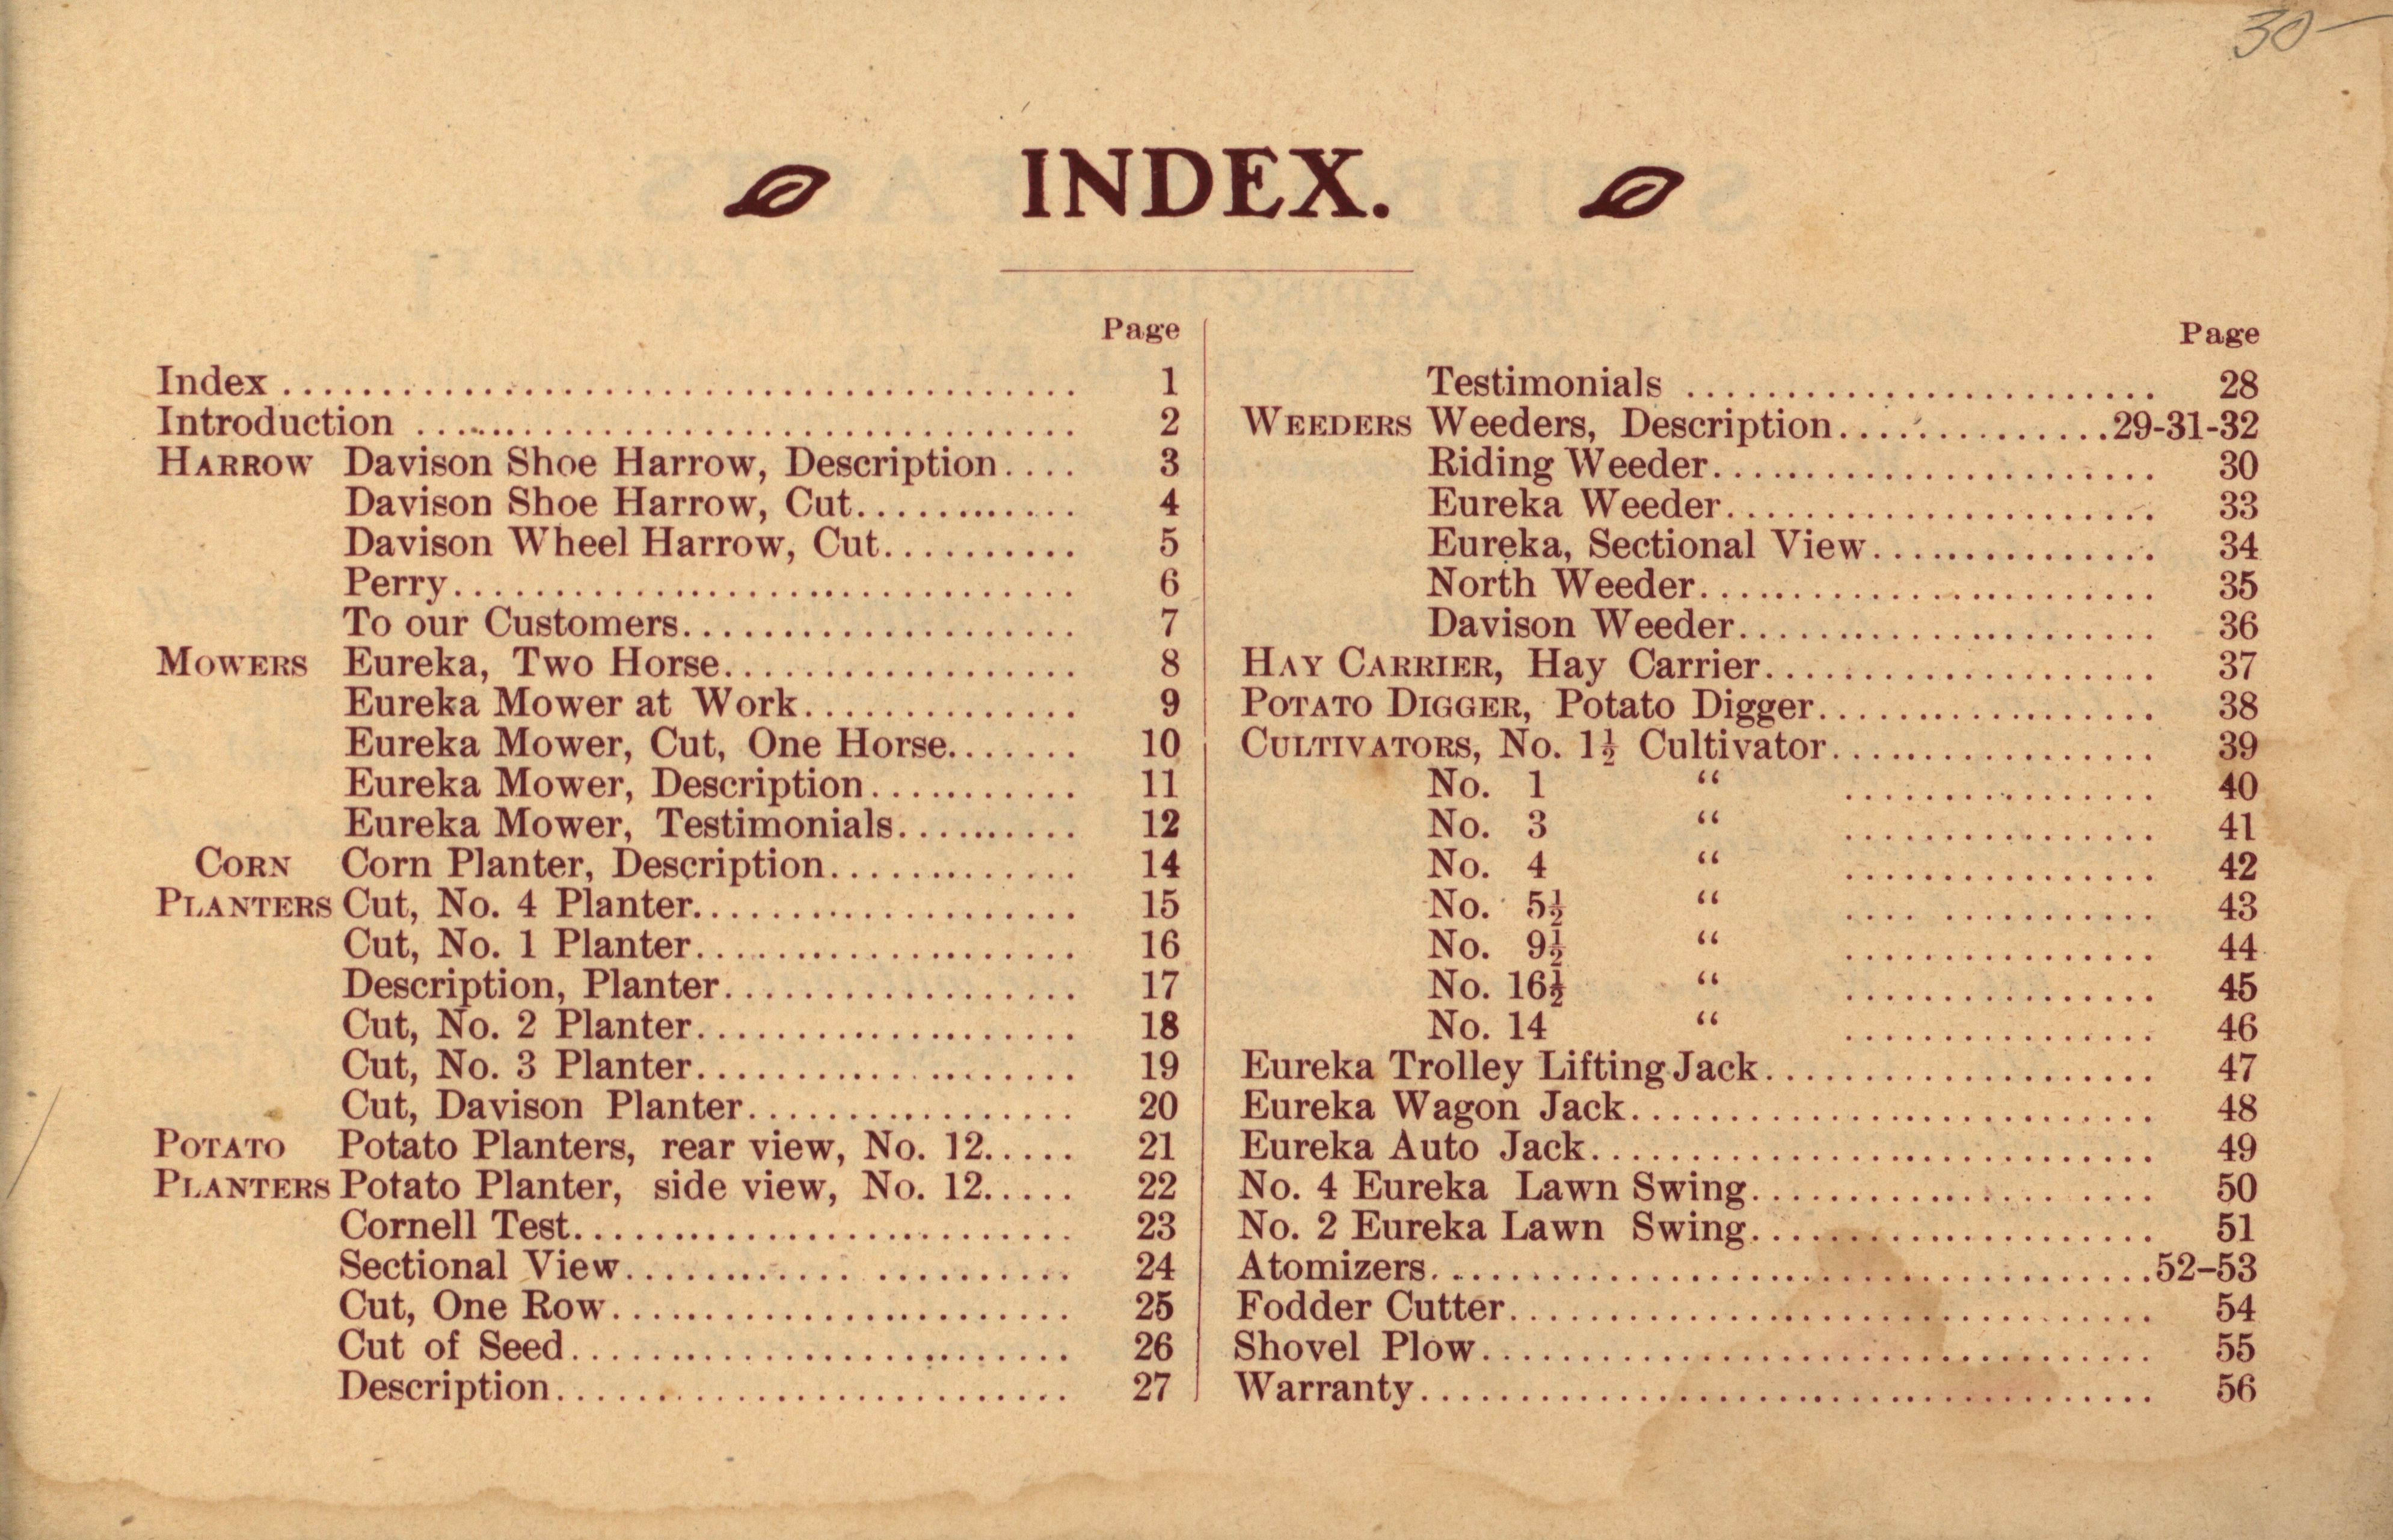 30-
INDEX.
Page
Index ........................................ 1
Introduction ................................. 2
HARROW Davison Shoe Harrow, Description.... 3
Davison Shoe Harrow, Cut........... 4
Davison Wheel Harrow, Cut.......... 5
Perry............................... 6
To our Customers.................... 7
MOWERS Eureka, Two Horse.................. 8
Eureka Mower at Work.............. 9
Eureka Mower, Cut, One Horse....... 10
Eureka Mower, Description........... 11
Eureka Mower, Testimonials.......... 12
CORN Corn Planter, Description............. 14
PLANTERS Cut, No. 4 Planter.................... 15
Cut, No. 1 Planter.................... 16
Description, Planter.................. 17
Cut, No. 2 Planter.................... 18
Cut, No. 3 Planter.................... 19
Cut, Davison Planter................. 20
POTATO Potato Planters, rear view, No. 12..... 21
PLANTERS Potato Planter, side view, No. 12..... 22
Cornell Test.......................... 23
Sectional View....................... 24
Cut, One Row........................ 25
Cut of Seed.......................... 26
Description........................... 27
Page
Testimonials ........................ 28
WEEDERS Weeders, Description..............29-31-32
Riding Weeder....................... 30
Eureka Weeder...................... 33
Eureka, Sectional View............... 34
North Weeder....................... 35
Davison Weeder..................... 36
HAY CARRIER, Hay Carrier.................... 37
POTATO DIGGER, Potato Digger................. 38
CULTIVATORS, No. 1½ Cultivator................ 39
No. 1 “ ................ 40
No. 3 “ ................ 41
No. 4 “ ................ 42
No. 5½ “ .... ........... 43
No. 9½ “ ................ 44
No. 16½ “ ................ 45
No. 14 “ ................ 46
Eureka Trolley Lifting Jack.................... 47
Eureka Wagon Jack........................... 48
Eureka Auto Jack............................. 49
No. 4 Eureka Lawn Swing..................... 50
No. 2 Eureka Lawn Swing..................... 51
Atomizers.....................................52–53
Fodder Cutter................................. 54
Shovel Plow................................... 55
Warranty...................................... 56